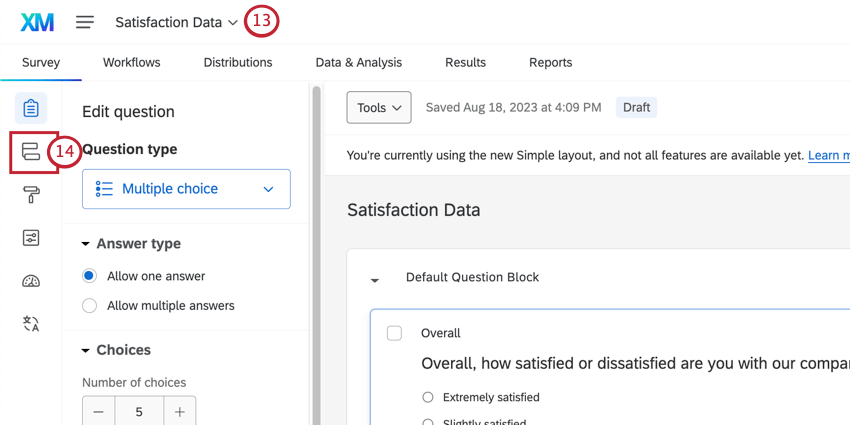 XM Satisfaction Data 13
Survey Workflows Distributions Data & Analysis Results Reports
Edit question
Tools Saved Aug 18, 2023 at 4:09 PM Draft
14 Question type
You're currently using the new Simple layout, and not all features are available yet. Learn m
Multiple choice
Satisfaction Data
Answer type
Allow one answer
Default Question Block
Allow multiple answers
Overall
Choices
Overall, how satisfied or dissatisfied are you with our compa
Number of choices
Extremely satisfied
5
Slightly satisfied